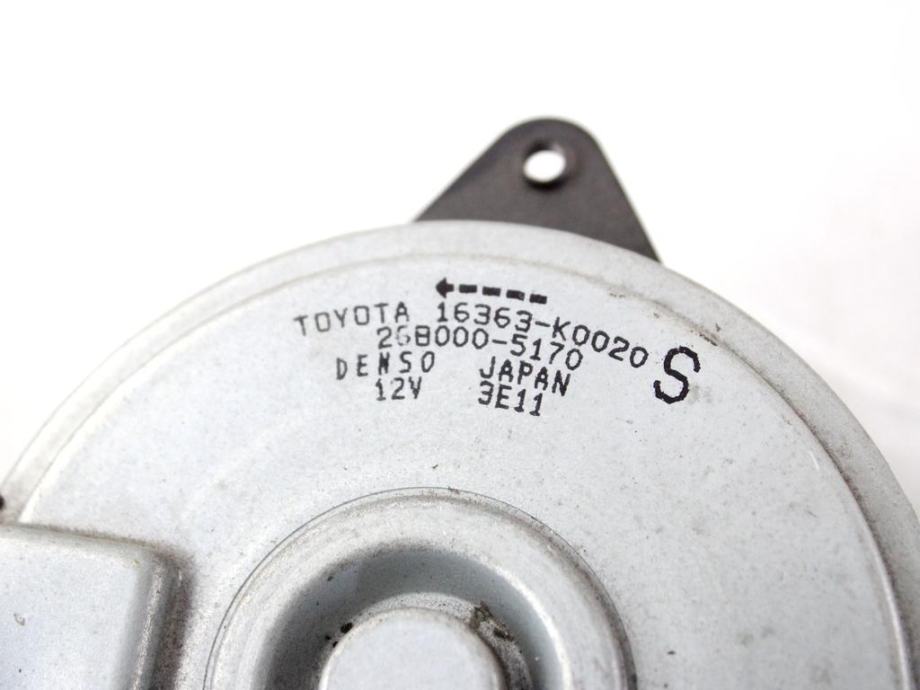 TOYOTA 16363-K0020 S
268000-5170
DENSO JAPAN
12V 3E11